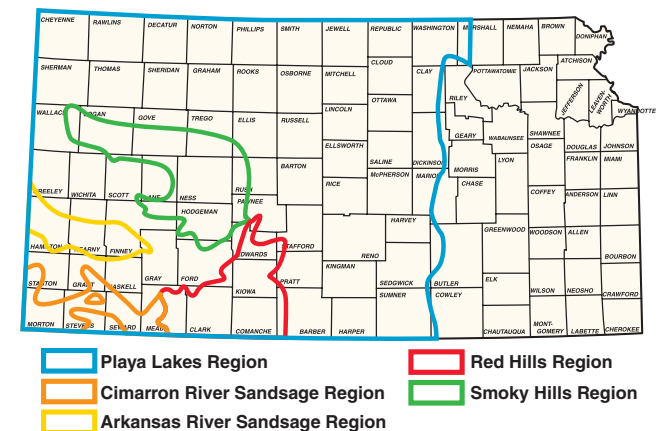 CHEYENNE RAWLINS DECATUR NORTON PHILLIPS SMITH JEWELL REPUBLIC WASHINGTON MARSHALL NEMAHA BROWN DONIPHAN
SHERMAN THOMAS SHERIDAN GRAHAM ROOKS OSBORNE MITCHELL CLOUD CLAY POTTAWATOMIE JACKSON ATCHISON
WALLACE LOGAN GOVE TREGO ELLIS RUSSELL LINCOLN OTTAWA RILEY JEFFERSON LEAVEN-
WORTH WYANDOTTE
ELLSWORTH SALINE DICKINSON GEARY WABAUNSEE SHAWNEE OSAGE DOUGLAS JOHNSON
GREELEY WICHITA SCOTT LANE NESS RUSH BARTON RICE McPHERSON MARION MORRIS LYON FRANKLIN MIAMI
HAMILTON KEARNY FINNEY HODGEMAN PAWNEE CHASE COFFEY ANDERSON LINN
EDWARDS STAFFORD RENO HARVEY GREENWOOD WOODSON ALLEN BOURBON
STANTON GRANT HASKELL GRAY FORD KIOWA PRATT KINGMAN SEDGWICK BUTLER ELK WILSON NEOSHO CRAWFORD
MORTON STEVENS SEWARD MEADE CLARK COMANCHE BARBER HARPER SUMNER COWLEY CHAUTAUQUA MONT-
GOMERY LABETTE CHEROKEE
Playa Lakes Region
Cimarron River Sandsage Region
Arkansas River Sandsage Region
Red Hills Region
Smoky Hills Region